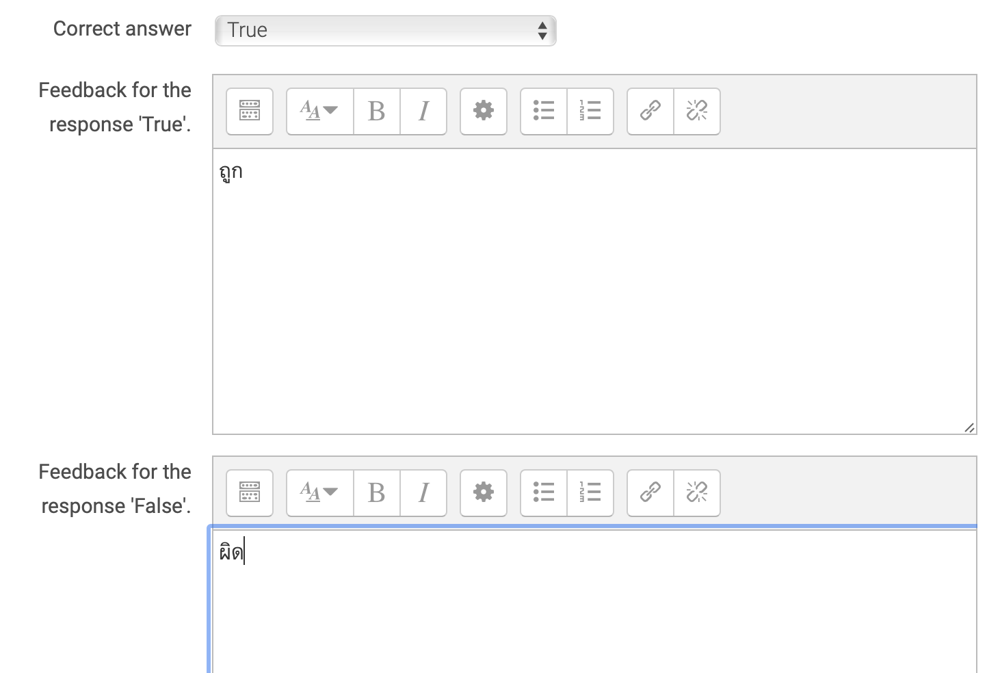 Correct answer
True
Feedback for the
response 'True'.
B I
ถูก
Feedback for the
response 'False'.
B I
ผิด